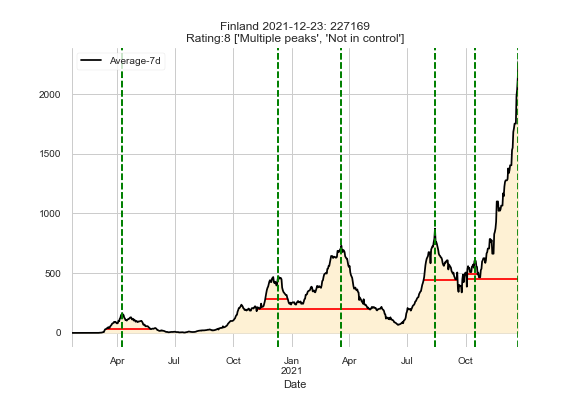 Finland 2021-12-23: 227169
Rating:8 ['Multiple peaks', 'Not in control']
Average-7d
2000
1500
1000
500
0
Apr Jul Oct Jan Apr Jul Oct
2021
Date